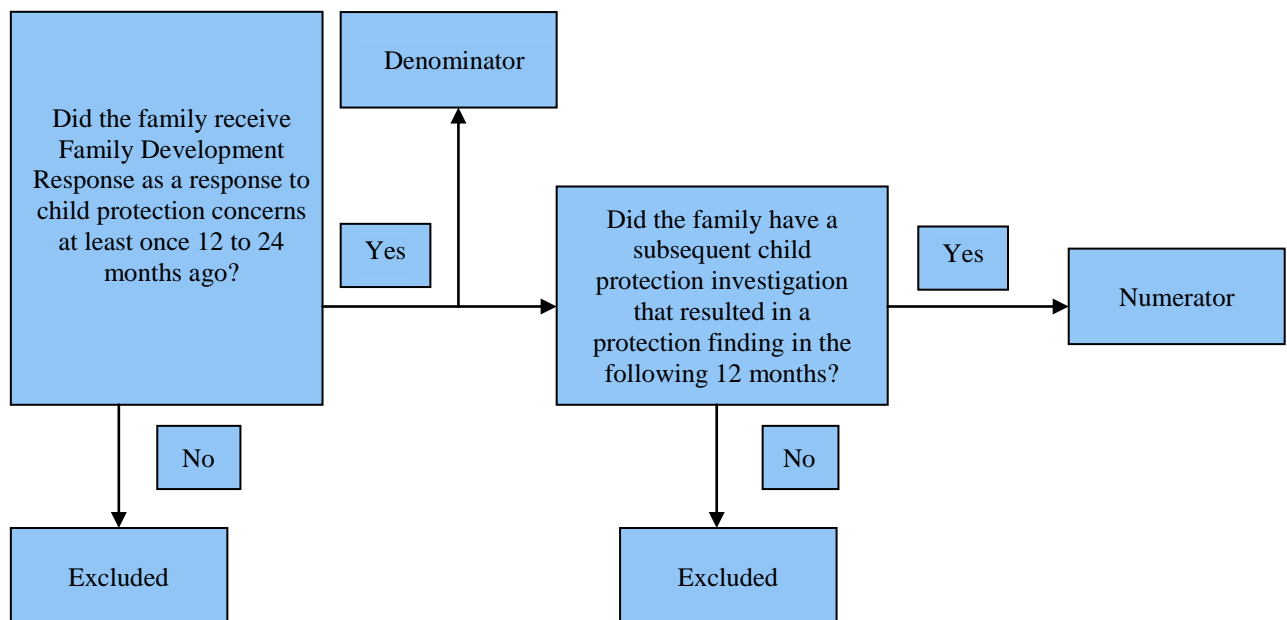 Did the family receive
Family Development
Response as a response to
child protection concerns
at least once 12 to 24
months ago?
Yes
Denominator
Did the family have a
subsequent child
protection investigation
that resulted in a
protection finding in the
following 12 months?
Yes
Numerator
No
Excluded
No
Excluded